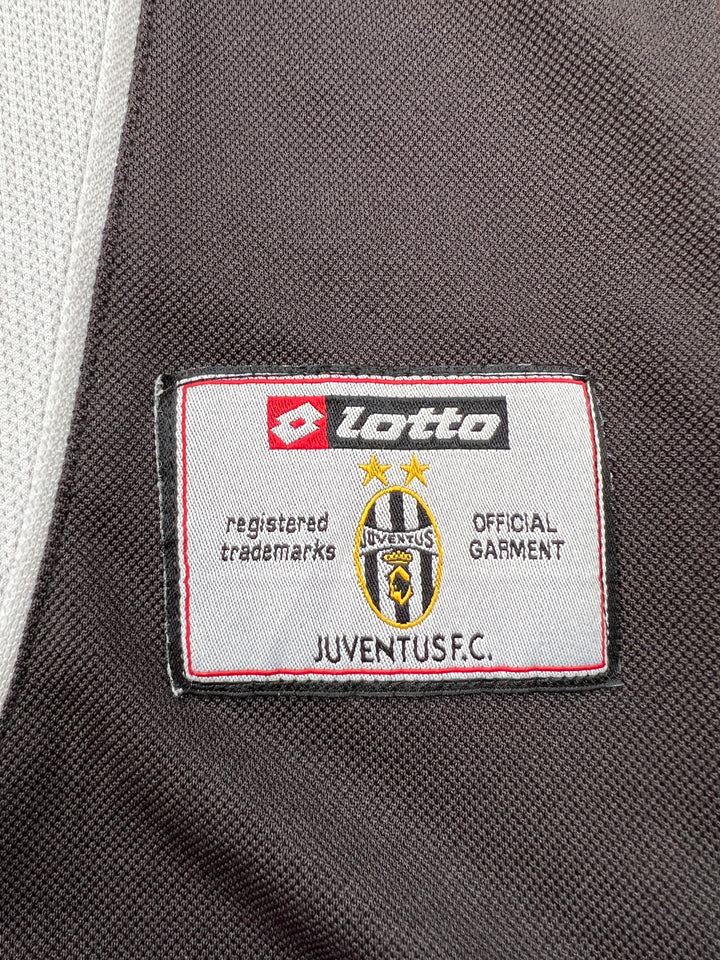 lotto
registered
trademarks
JUVENTUS
OFFICIAL
GARMENT
JUVENTUS F.C.